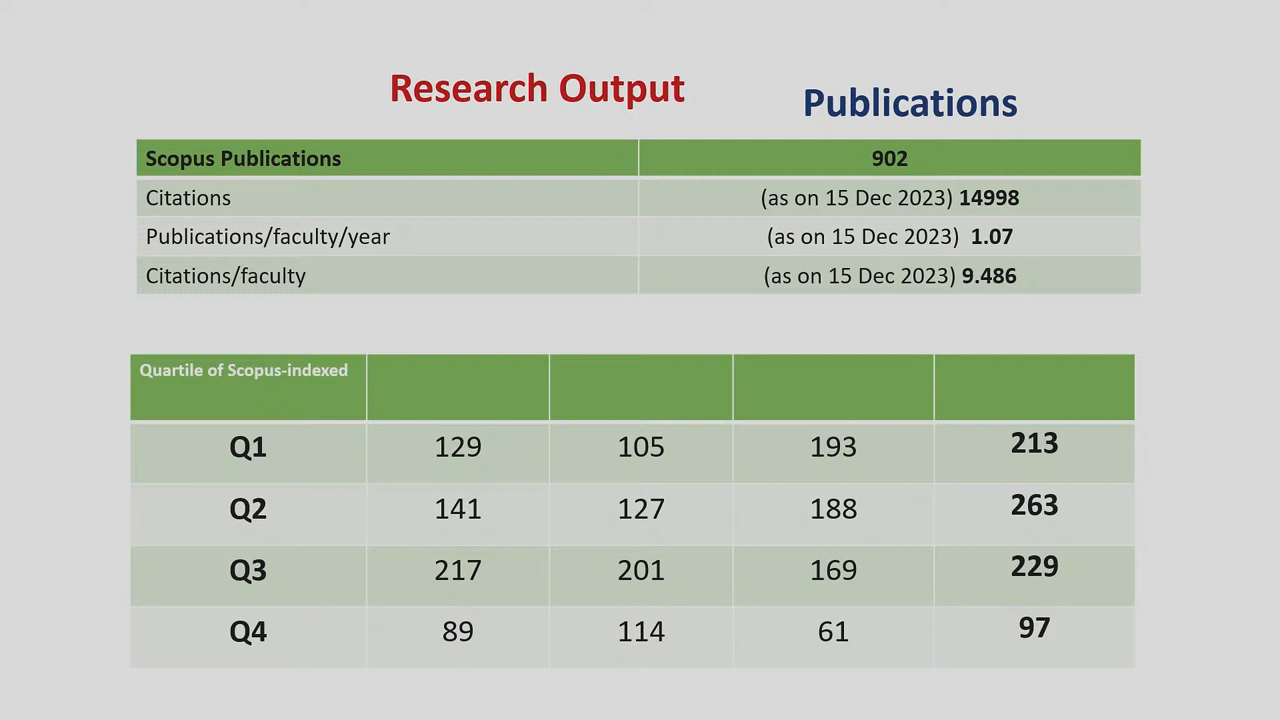 Research Output
Publications
Scopus Publications 902
Citations (as on 15 Dec 2023) 14998
Publications/faculty/year (as on 15 Dec 2023) 1.07
Citations/faculty (as on 15 Dec 2023) 9.486
Quartile of Scopus-indexed
Q1 129 105 193 213
Q2 141 127 188 263
Q3 217 201 169 229
Q4 89 114 61 97